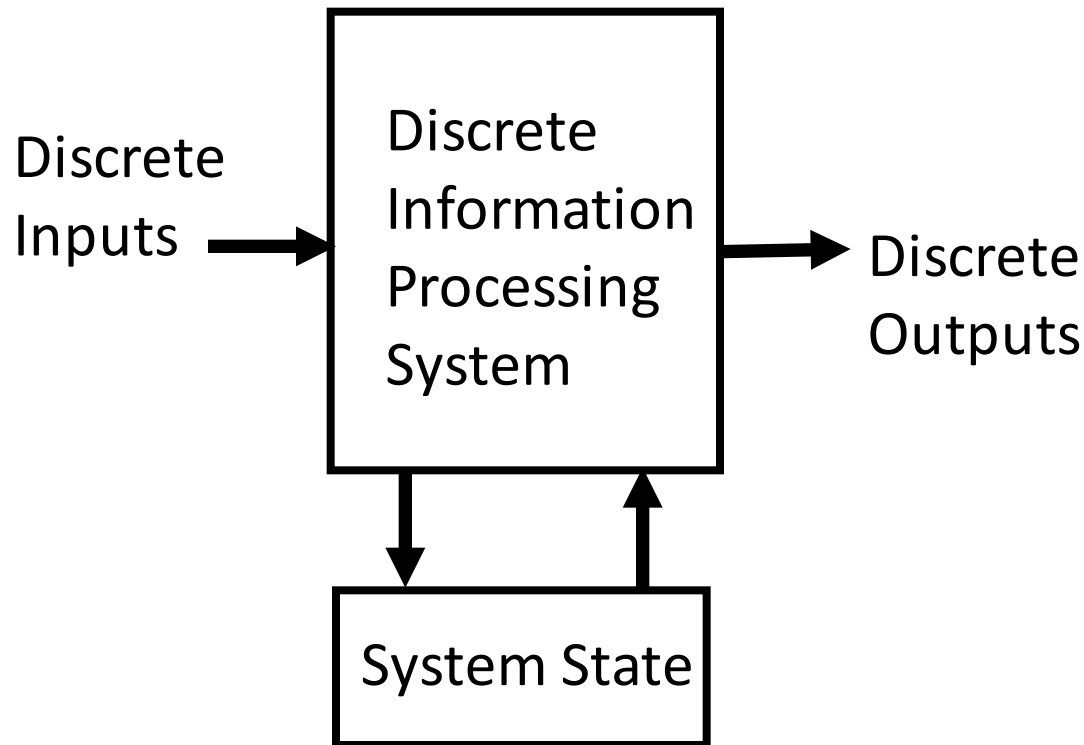 Discrete
Inputs
Discrete
Information
Processing
System
Discrete
Outputs
System State